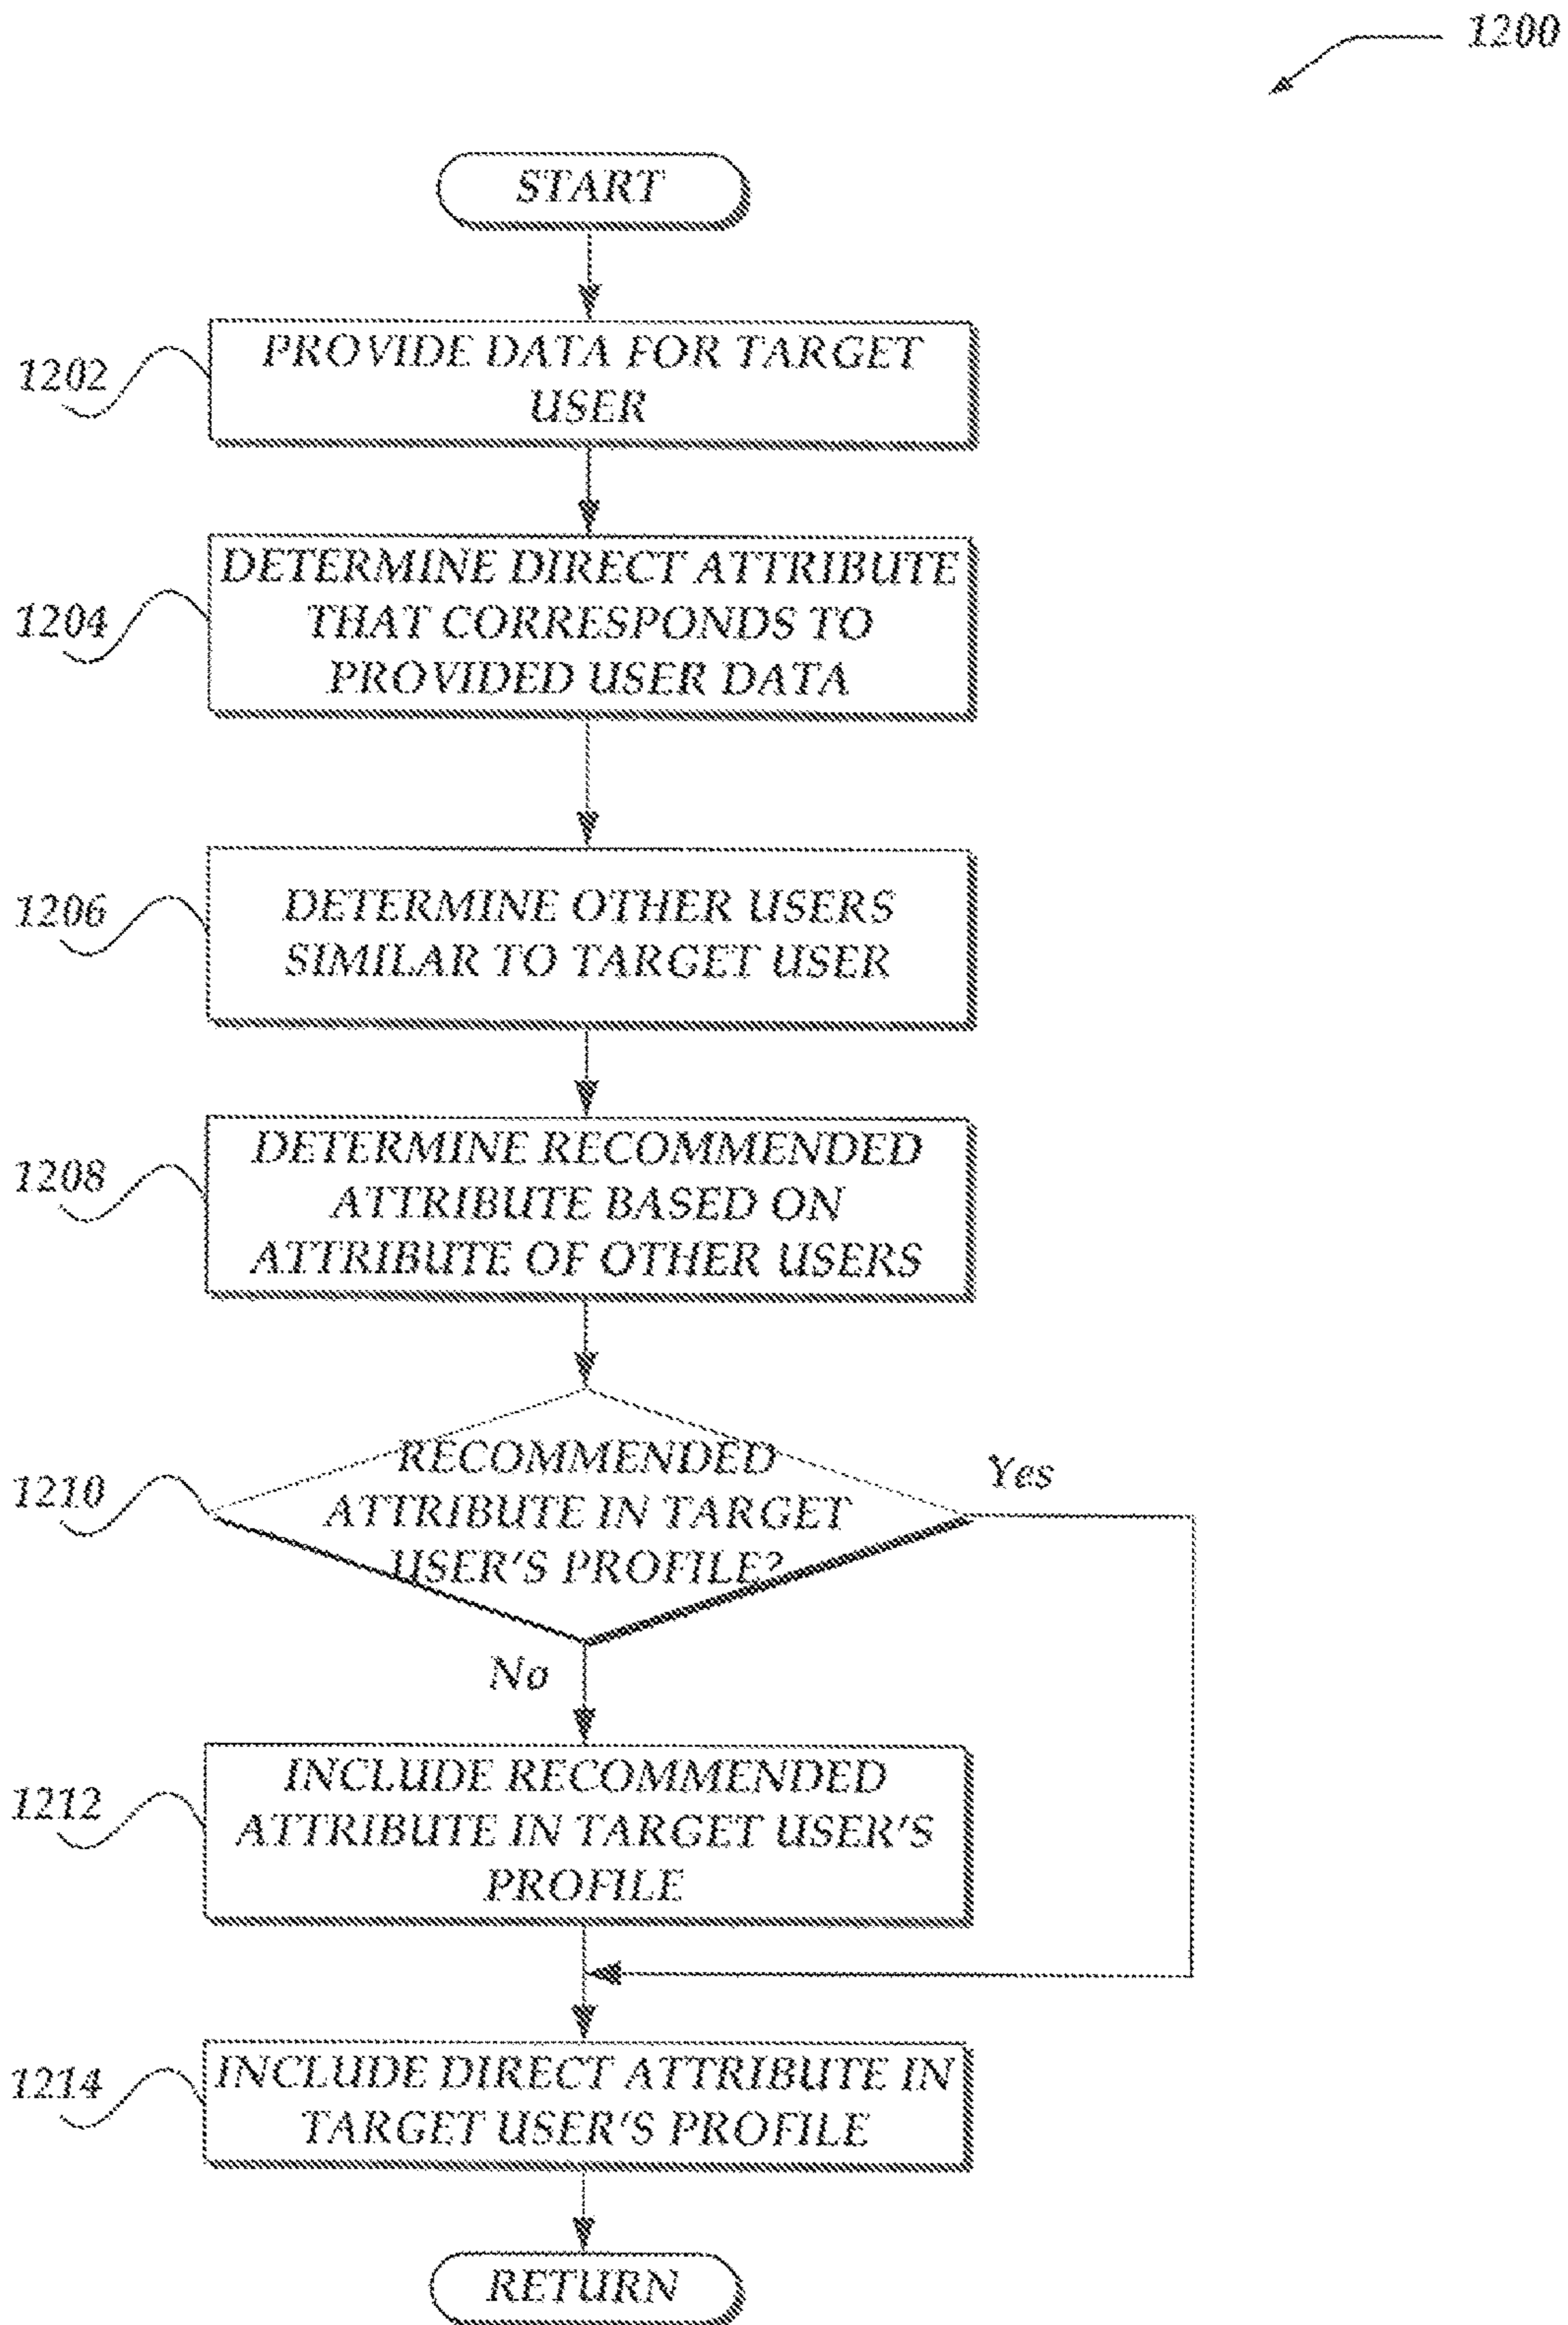 1200
START
1202
PROVIDE DATA FOR TARGET
USER
1204
DETERMINE DIRECT ATTRIBUTE
THAT CORRESPONDS TO
PROVIDED USER DATA
1206
DETERMINE OTHER USERS
SIMILAR TO TARGET USER
1208
DETERMINE RECOMMENDED
ATTRIBUTE BASED ON
ATTRIBUTE OF OTHER USERS
1210
RECOMMENDED
ATTRIBUTE IN TARGET
USER'S PROFILE?
Yes
No
1212
INCLUDE RECOMMENDED
ATTRIBUTE IN TARGET USER'S
PROFILE
1214
INCLUDE DIRECT ATTRIBUTE IN
TARGET USER'S PROFILE
RETURN